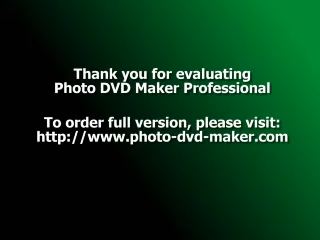 Thank you for evaluating
Photo DVD Maker Professional
To order full version, please visit:
http://www.photo-dvd-maker.com